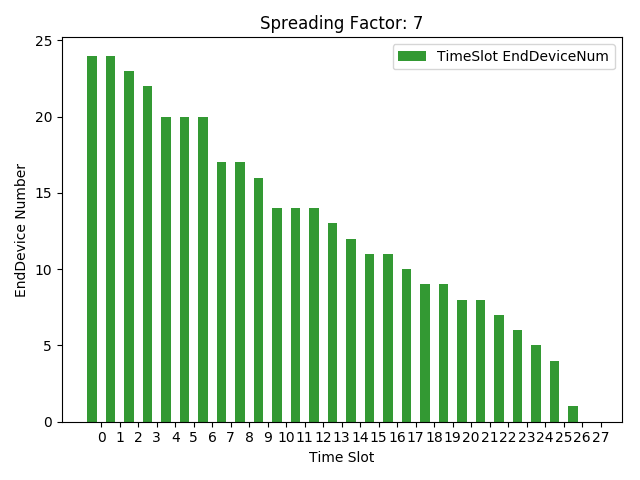 Spreading Factor: 7
TimeSlot EndDeviceNum
EndDevice Number
25
20
15
10
5
0
0 1 2 3 4 5 6 7 8 9 10 11 12 13 14 15 16 17 18 19 20 21 22 23 24 25 26 27
Time Slot